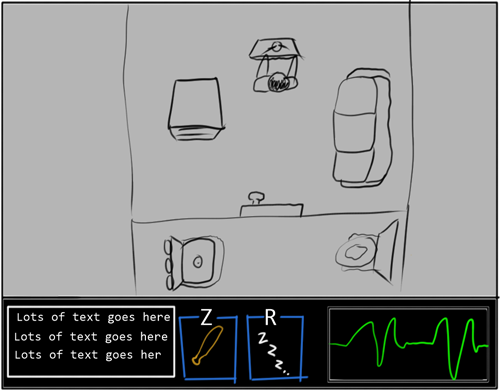 Lots of text goes here
Lots of text goes here
Lots of text goes her
Z
R
z
z
z..